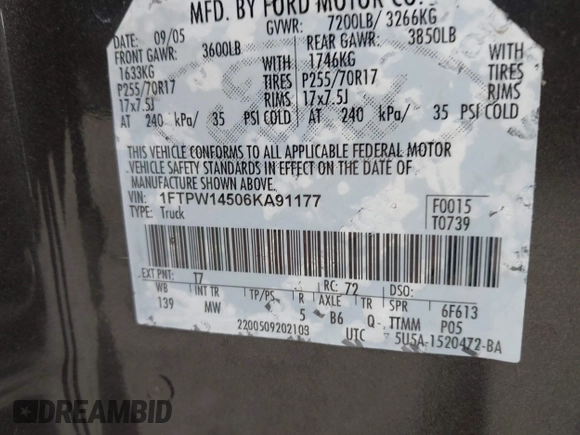 MFD. BY FORD MOTOR CO.
DATE: 09/05 GVWR: 7200LB/ 3266KG
FRONT GAWR: 3600LB REAR GAWR: 3850LB
1633KG WITH 1746KG WITH
P255/70R17 TIRES P255/70R17 TIRES
17x7.5J RIMS 17x7.5J RIMS
AT 240 kPa/ 35 PSI COLD AT 240 kPa/ 35 PSI COLD
THIS VEHICLE CONFORMS TO ALL APPLICABLE FEDERAL MOTOR
VEHICLE SAFETY STANDARDS IN EFFECT ON THE DATE OF
MANUFACTURE SHOWN ABOVE.
VIN: 1FTPW14506KA91177 F0015
TYPE: Truck T0739
EXT PNT: T7 RC: 72 DSO:
WB INT TR TP/PS R AXLE TR SPR 6F613
139 MW 5 B6 Q TTMM P05
2200509202103 UTC 5U5A-1520472-BA
DREAMBID